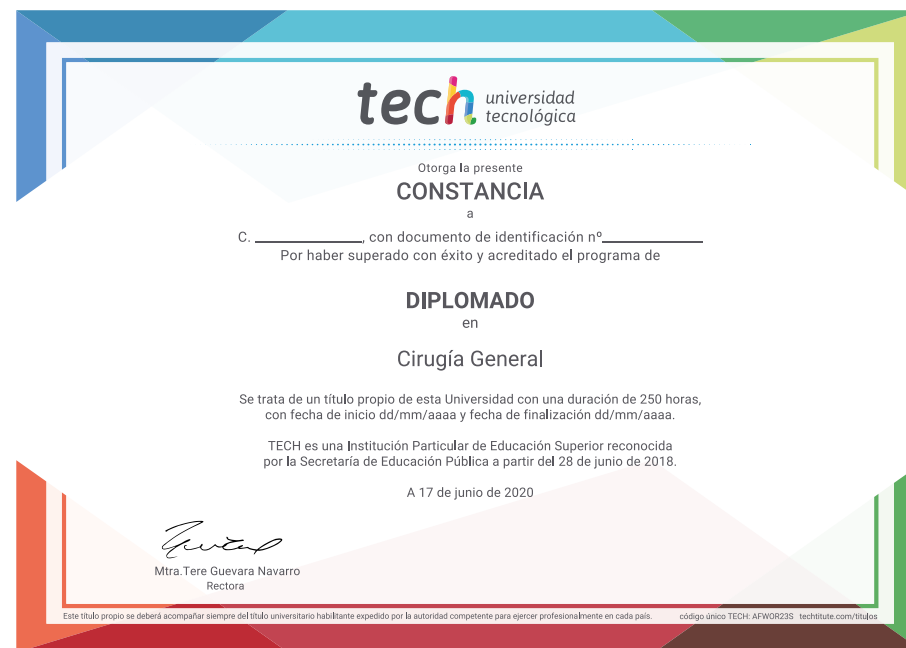 tech universidad
tecnológica
Otorga la presente
CONSTANCIA
a
C. ____________, con documento de identificación nº____________
Por haber superado con éxito y acreditado el programa de
DIPLOMADO
en
Cirugía General
Se trata de un título propio de esta Universidad con una duración de 250 horas,
con fecha de inicio dd/mm/aaaa y fecha de finalización dd/mm/aaaa.
TECH es una Institución Particular de Educación Superior reconocida
por la Secretaría de Educación Pública a partir del 28 de junio de 2018.
A 17 de junio de 2020
Mtra.Tere Guevara Navarro
Rectora
Este título propio se deberá acompañar siempre del título universitario habilitante expedido por la autoridad competente para ejercer profesionalmente en cada país. código único TECH: AFWOR23S techtitute.com/titulos